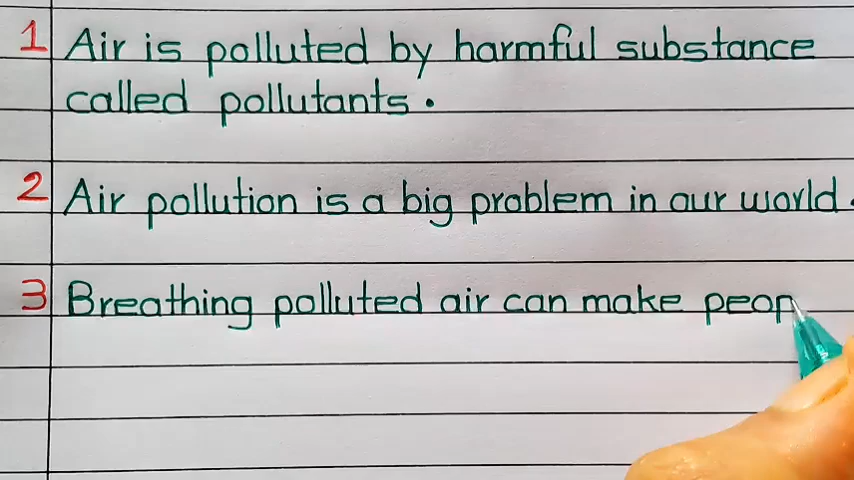 1 Air is polluted by harmful substance
called pollutants.
2 Air pollution is a big problem in our world.
3 Breathing polluted air can make peop